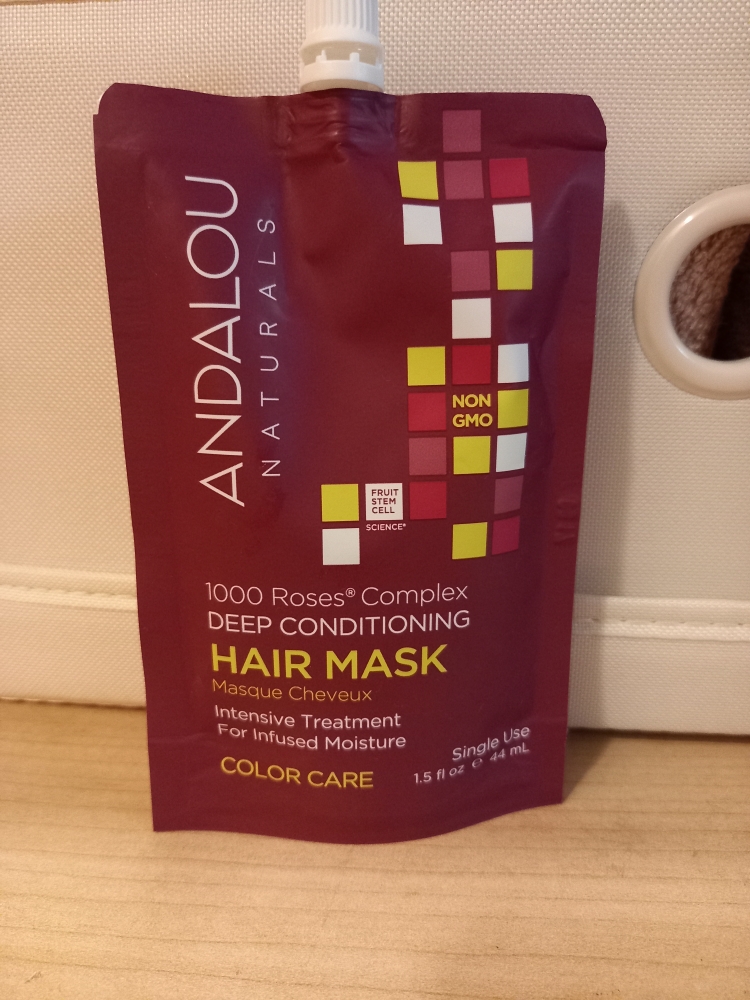 ANDALOU
NATURALS
NON
GMO
FRUIT
STEM
CELL
SCIENCE®
1000 Roses® Complex
DEEP CONDITIONING
HAIR MASK
Masque Cheveux
Intensive Treatment
For Infused Moisture
COLOR CARE
Single Use
1.5 fl oz ℮ 44 mL